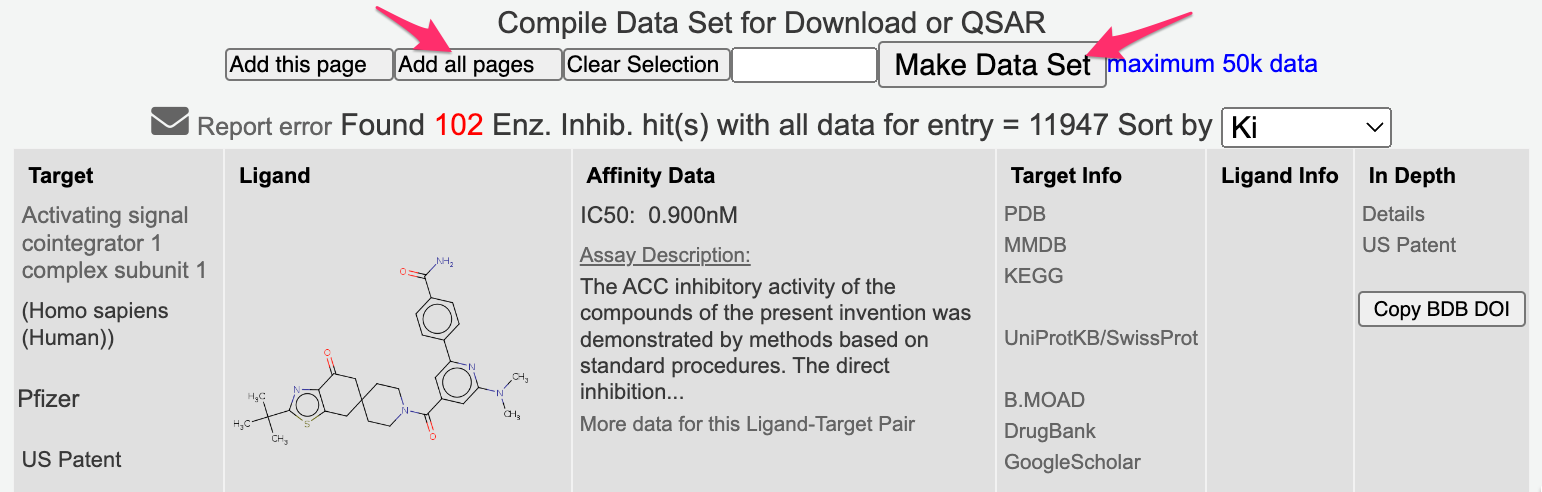 Compile Data Set for Download or QSAR
Add this page Add all pages Clear Selection Make Data Set maximum 50k data
Report error Found 102 Enz. Inhib. hit(s) with all data for entry = 11947 Sort by Ki
Target Ligand Affinity Data Target Info Ligand Info In Depth
Activating signal
cointegrator 1
complex subunit 1
(Homo sapiens
(Human))
Pfizer
US Patent
O
NH₂
O
N
S
H₃C
H₃C
CH₃
N
O
N
N
CH₃
CH₃
IC50: 0.900nM
Assay Description:
The ACC inhibitory activity of the
compounds of the present invention was
demonstrated by methods based on
standard procedures. The direct
inhibition...
More data for this Ligand-Target Pair
PDB
MMDB
KEGG
UniProtKB/SwissProt
B.MOAD
DrugBank
GoogleScholar
Details
US Patent
Copy BDB DOI